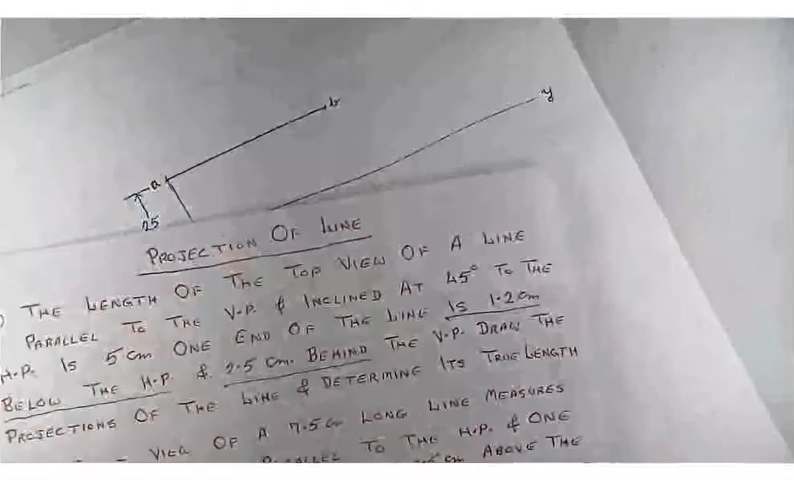 b
y
a
25
PROJECTION OF LINE
) THE LENGTH OF THE TOP VIEW OF A LINE
PARALLEL TO THE V.P. & INCLINED AT 45° TO THE
H.P. IS 5 cm ONE END OF THE LINE IS 1.2 cm
BELOW THE H.P. & 2.5 cm. BEHIND THE V.P. DRAW THE
PROJECTIONS OF THE LINE & DETERMINE ITS TRUE LENGTH
VIEW OF A 7.5 cm LONG LINE MEASURES
TO THE H.P. & ONE
cm ABOVE THE